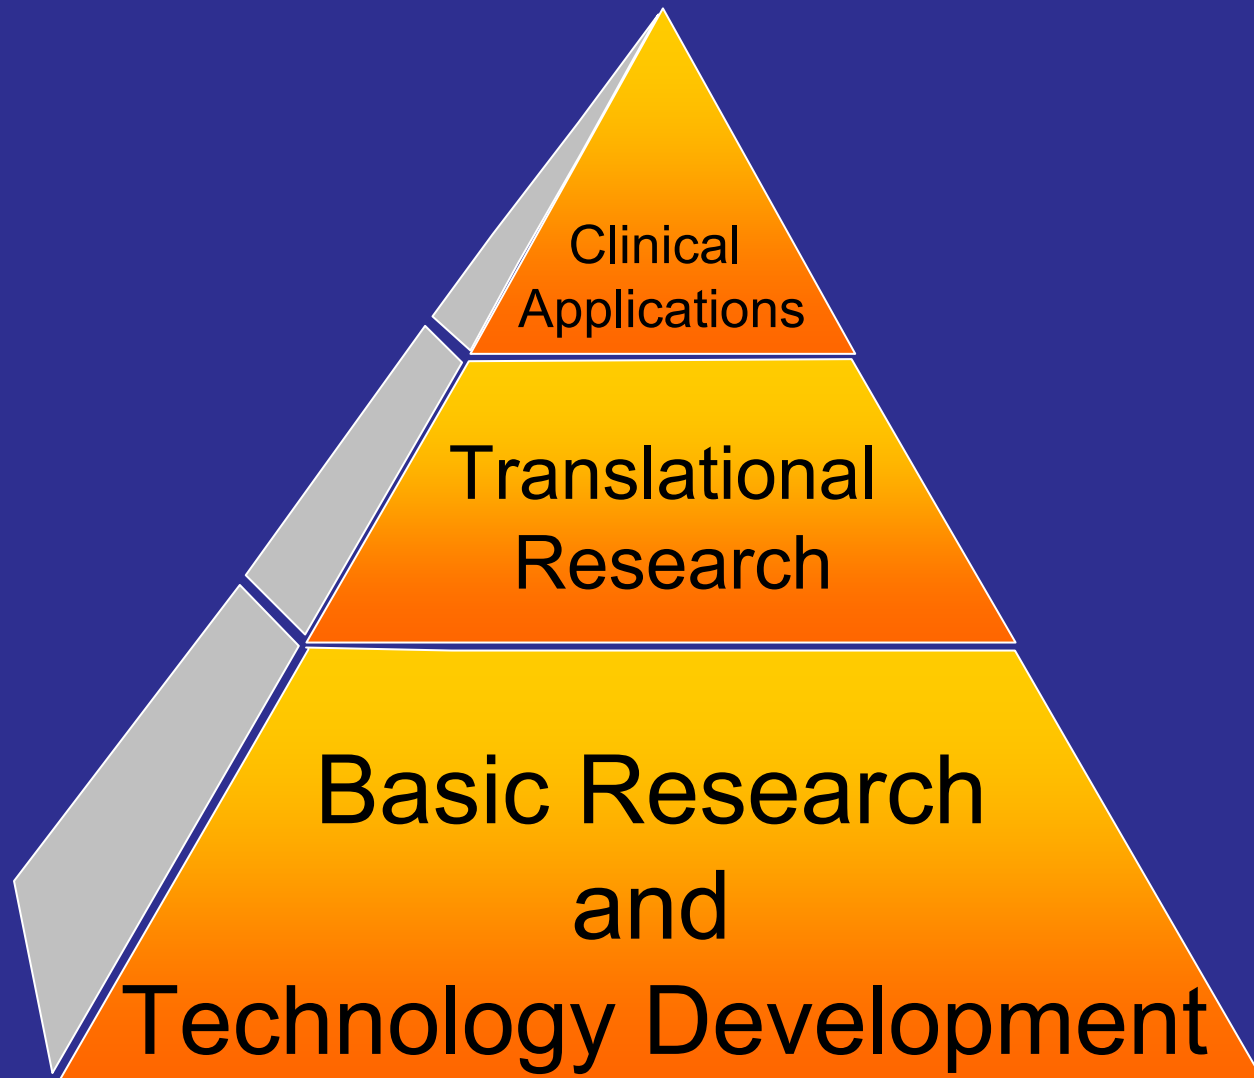 Clinical
Applications
Translational
Research
Basic Research
and
Technology Development